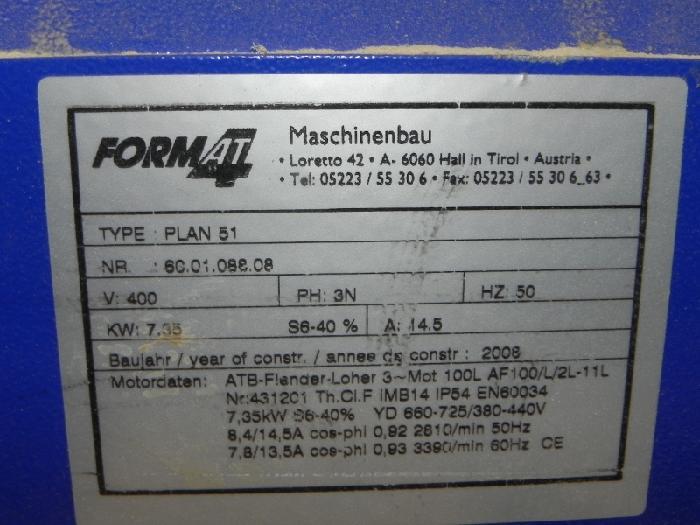 FORMAT 4
Maschinenbau
• Loretto 42 • A- 6060 Hall in Tirol • Austria •
• Tel: 05223 / 55 30 6 • Fax: 05223 / 55 30 6_63 •
TYPE : PLAN 51
NR. : 60.01.088.08
V: 400 PH: 3N HZ: 50
KW: 7,35 S6-40 % A: 14.5
Baujahr / year of constr. / annee de constr : 2008
Motordaten: ATB-Flender-Loher 3~Mot 100L AF100/L/2L-11L
Nr:431201 Th.Cl.F IMB14 IP54 EN60034
7,35kW S6-40% YD 660-725/380-440V
8,4/14,5A cos-phi 0,92 2810/min 50Hz
7,8/13,5A cos-phi 0,93 3390/min 60Hz CE